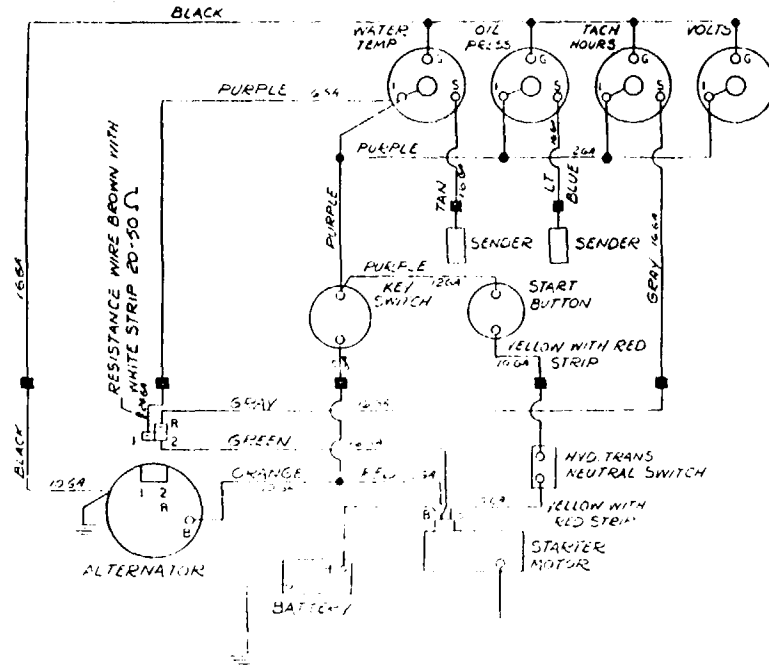 BLACK
WATER
TEMP
OIL
PRESS
TACH
HOURS
VOLTS
G
G
G
G
I
S
I
S
I
S
I
PURPLE
PURPLE
TAN
16GA
LT
BLUE
16GA
PURPLE
SENDER
SENDER
GRAY 16GA
16GA
RESISTANCE WIRE BROWN WITH
WHITE STRIP 20-50 Ω
PURPLE
12GA
KEY
SWITCH
START
BUTTON
YELLOW WITH RED
STRIP
10GA
GRAY
R
1
2
GREEN
BLACK
10GA
ORANGE
RED
HYD. TRANS
NEUTRAL SWITCH
1 2
R
B
B
YELLOW WITH
RED STRIP
STARTER
MOTOR
ALTERNATOR
BATTERY
+